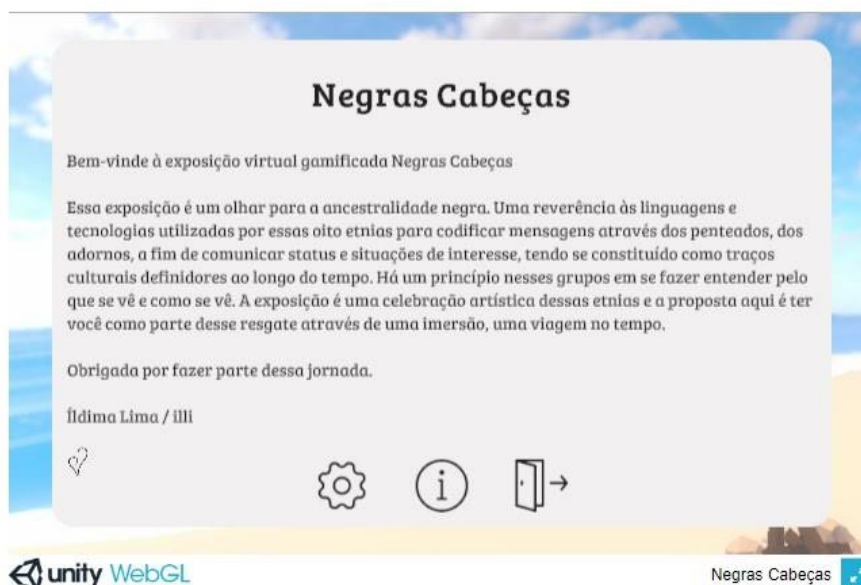 Negras Cabeças
Bem-vinde à exposição virtual gamificada Negras Cabeças
Essa exposição é um olhar para a ancestralidade negra. Uma reverência às linguagens e
tecnologias utilizadas por essas oito etnias para codificar mensagens através dos penteados, dos
adornos, a fim de comunicar status e situações de interesse, tendo se constituído como traços
culturais definidores ao longo do tempo. Há um princípio nesses grupos em se fazer entender pelo
que se vê e como se vê. A exposição é uma celebração artística dessas etnias e a proposta aqui é ter
você como parte desse resgate através de uma imersão, uma viagem no tempo.
Obrigada por fazer parte dessa jornada.
Íldima Lima / illi
i
unity WebGL
Negras Cabeças